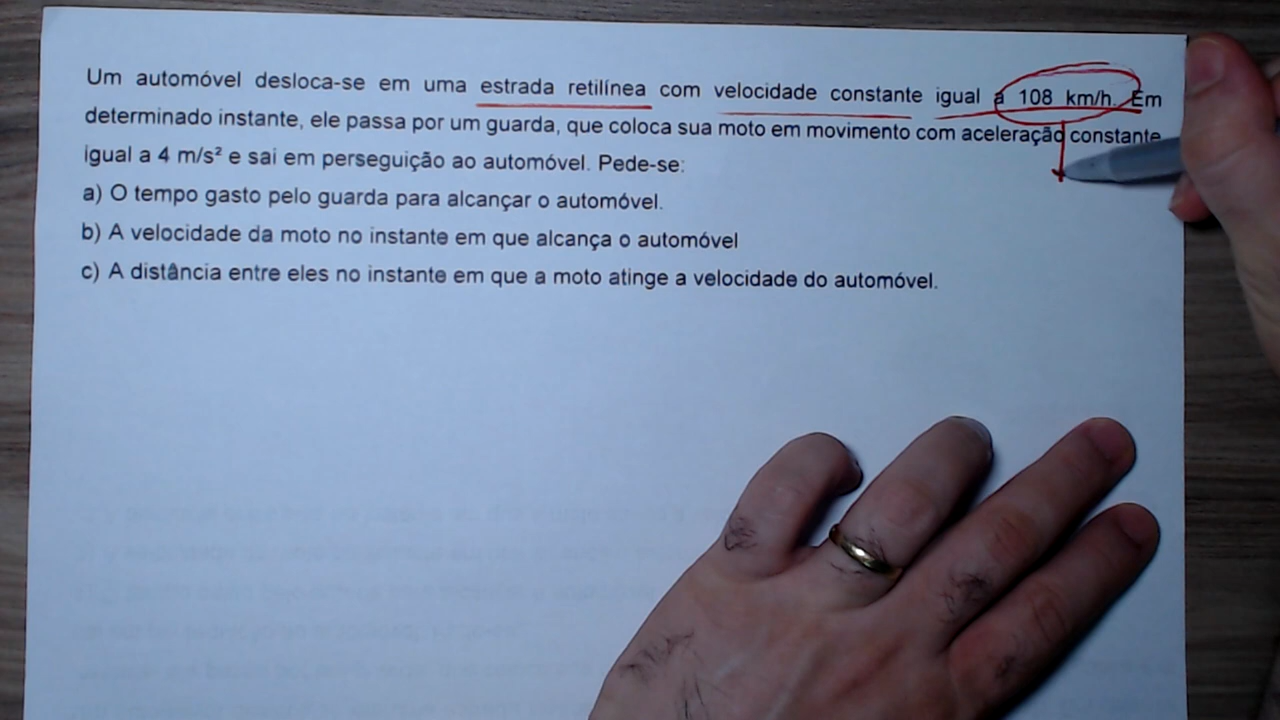 Um automóvel desloca-se em uma estrada retilínea com velocidade constante igual a 108 km/h. Em
determinado instante, ele passa por um guarda, que coloca sua moto em movimento com aceleração constante
igual a 4 m/s² e sai em perseguição ao automóvel. Pede-se:
a) O tempo gasto pelo guarda para alcançar o automóvel.
b) A velocidade da moto no instante em que alcança o automóvel
c) A distância entre eles no instante em que a moto atinge a velocidade do automóvel.